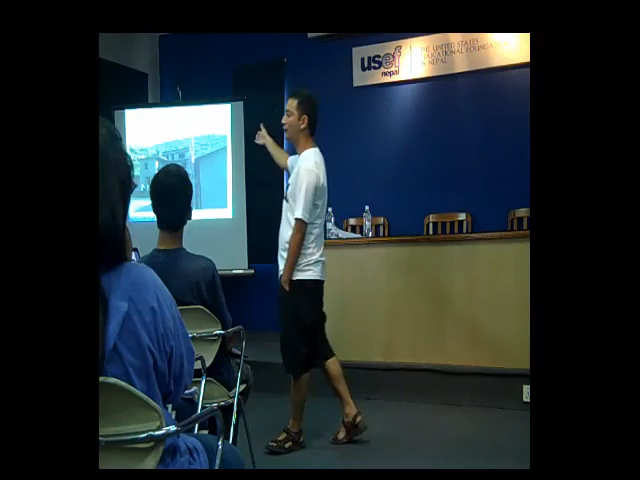 usef
nepal
THE UNITED STATES
EDUCATIONAL FOUNDATION
IN NEPAL